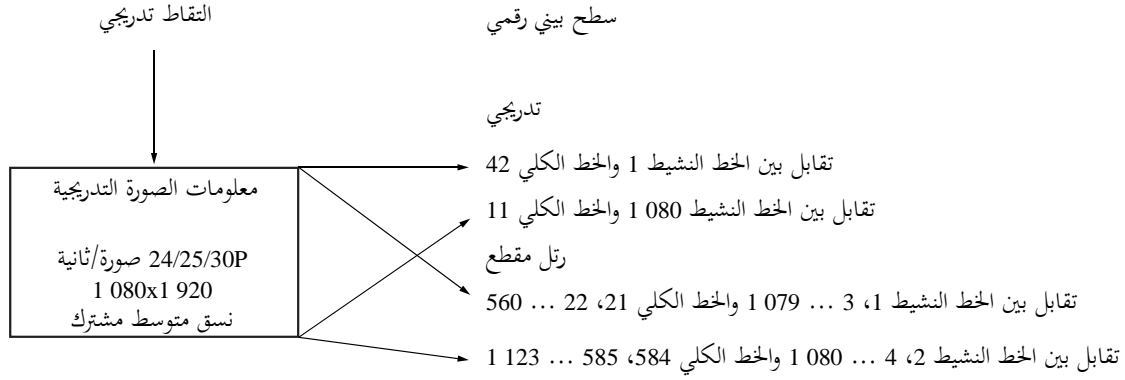 التقاط تدريجي
سطح بيني رقمي
تدريجي
تقابل بين الخط النشيط 1 والخط الكلي 42
معلومات الصورة التدريجية
تقابل بين الخط النشيط 1 080 والخط الكلي 11
24/25/30P صورة/ثانية
رتل مقطع
1 080x1 920
تقابل بين الخط النشيط 1، 3 ... 1 079 والخط الكلي 21، 22 ... 560
نسق متوسط مشترك
تقابل بين الخط النشيط 2، 4 ... 1 080 والخط الكلي 584، 585 ... 1 123